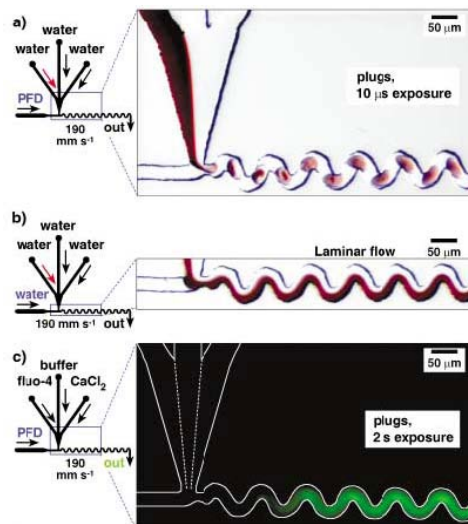 a)
water
water
water
PFD
190
mm s⁻¹
out
50 µm
plugs,
10 µs exposure
b)
water
water
water
water
190 mm s⁻¹
out
Laminar flow
50 µm
c)
buffer
fluo-4
CaCl₂
PFD
190
mm s⁻¹
out
50 µm
plugs,
2 s exposure